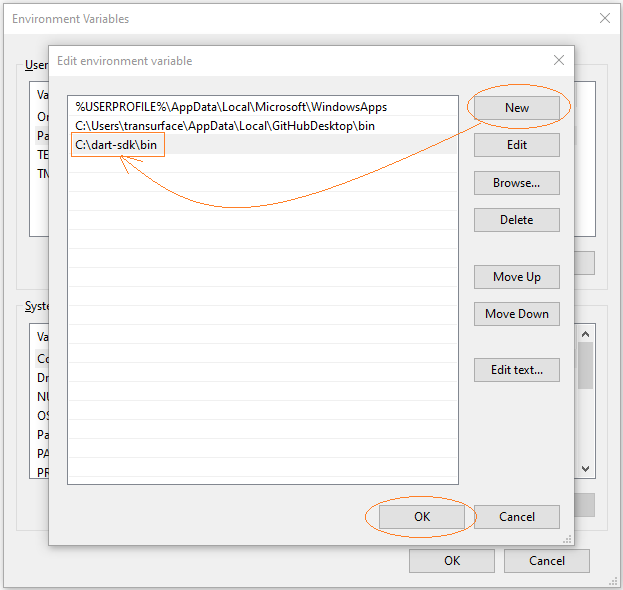 Environment Variables
Edit environment variable
User
Va
On
Pa
TE
TM
%USERPROFILE%\AppData\Local\Microsoft\WindowsApps
C:\Users\transurface\AppData\Local\GitHubDesktop\bin
C:\dart-sdk\bin
New
Edit
Browse...
Delete
Move Up
Move Down
Edit text...
Syste
Va
Co
Dr
NU
OS
Pa
PA
PR
OK
Cancel
OK
Cancel